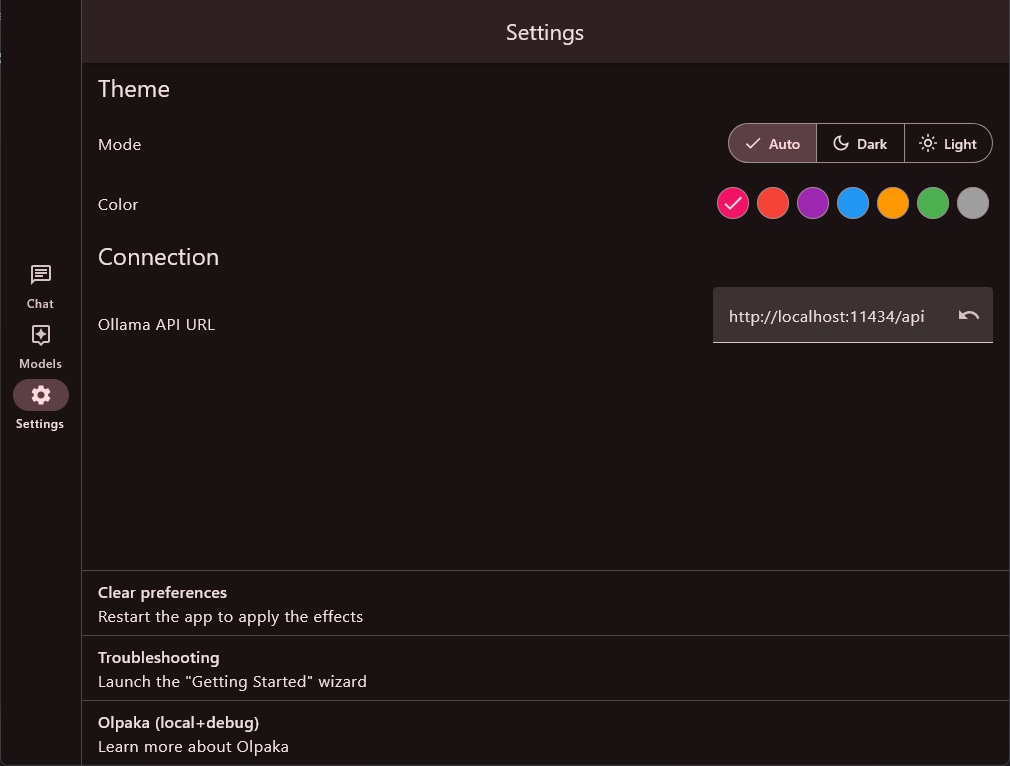 Settings
Theme
Mode
Auto
Dark
Light
Color
Connection
Ollama API URL
http://localhost:11434/api
Chat
Models
Settings
Clear preferences
Restart the app to apply the effects
Troubleshooting
Launch the "Getting Started" wizard
Olpaka (local+debug)
Learn more about Olpaka